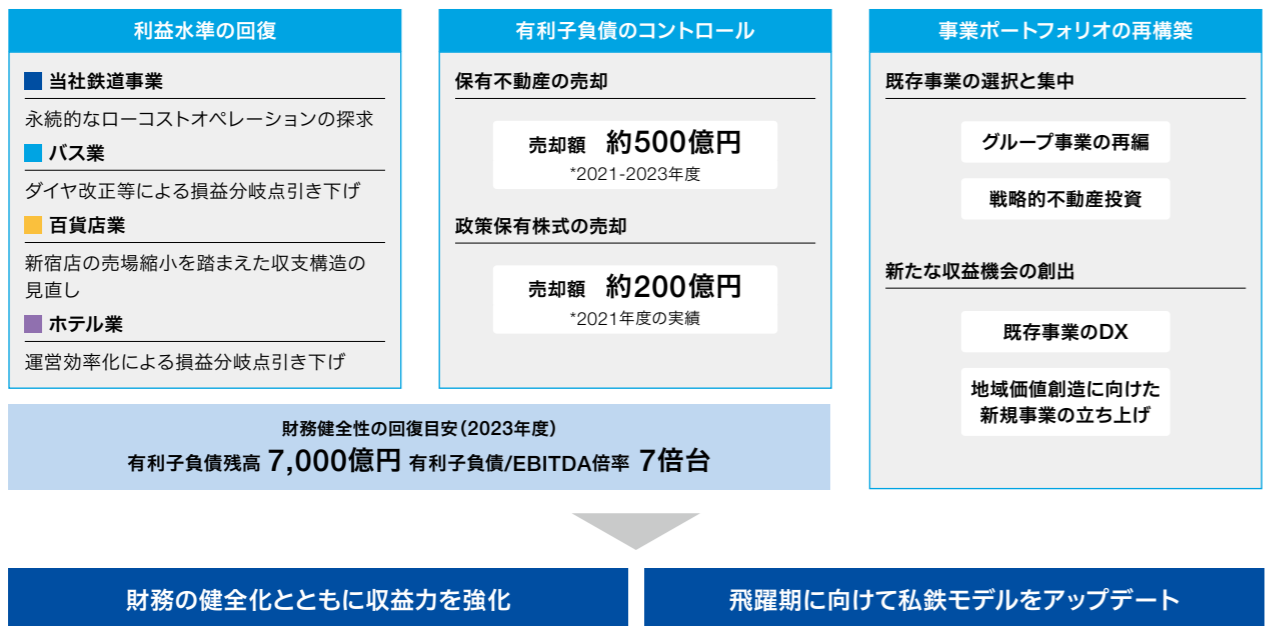 利益水準の回復
当社鉄道事業
永続的なローコストオペレーションの探求
バス業
ダイヤ改正等による損益分岐点引き下げ
百貨店業
新宿店の売場縮小を踏まえた収支構造の
見直し
ホテル業
運営効率化による損益分岐点引き下げ
有利子負債のコントロール
保有不動産の売却
売却額 約500億円
*2021-2023年度
政策保有株式の売却
売却額 約200億円
*2021年度の実績
財務健全性の回復目安(2023年度)
有利子負債残高 7,000億円 有利子負債/EBITDA倍率 7倍台
事業ポートフォリオの再構築
既存事業の選択と集中
グループ事業の再編
戦略的不動産投資
新たな収益機会の創出
既存事業のDX
地域価値創造に向けた
新規事業の立ち上げ
財務の健全化とともに収益力を強化
飛躍期に向けて私鉄モデルをアップデート